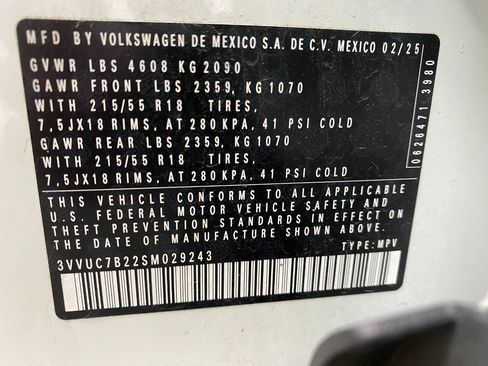 MFD BY VOLKSWAGEN DE MEXICO S.A. DE C.V. MEXICO 02/25
GVWR LBS 4608 KG 2090
GAWR FRONT LBS 2359, KG 1070
WITH 215/55 R18 TIRES,
7,5JX18 RIMS, AT 280KPA, 41 PSI COLD
GAWR REAR LBS 2359, KG 1070
WITH 215/55 R18 TIRES,
7,5JX18 RIMS, AT 280KPA, 41 PSI COLD
THIS VEHICLE CONFORMS TO ALL APPLICABLE
U.S. FEDERAL MOTOR VEHICLE SAFETY AND
THEFT PREVENTION STANDARDS IN EFFECT ON
THE DATE OF MANUFACTURE SHOWN ABOVE.
3VVUC7B22SM029243 TYPE: MPV
0626471 3980